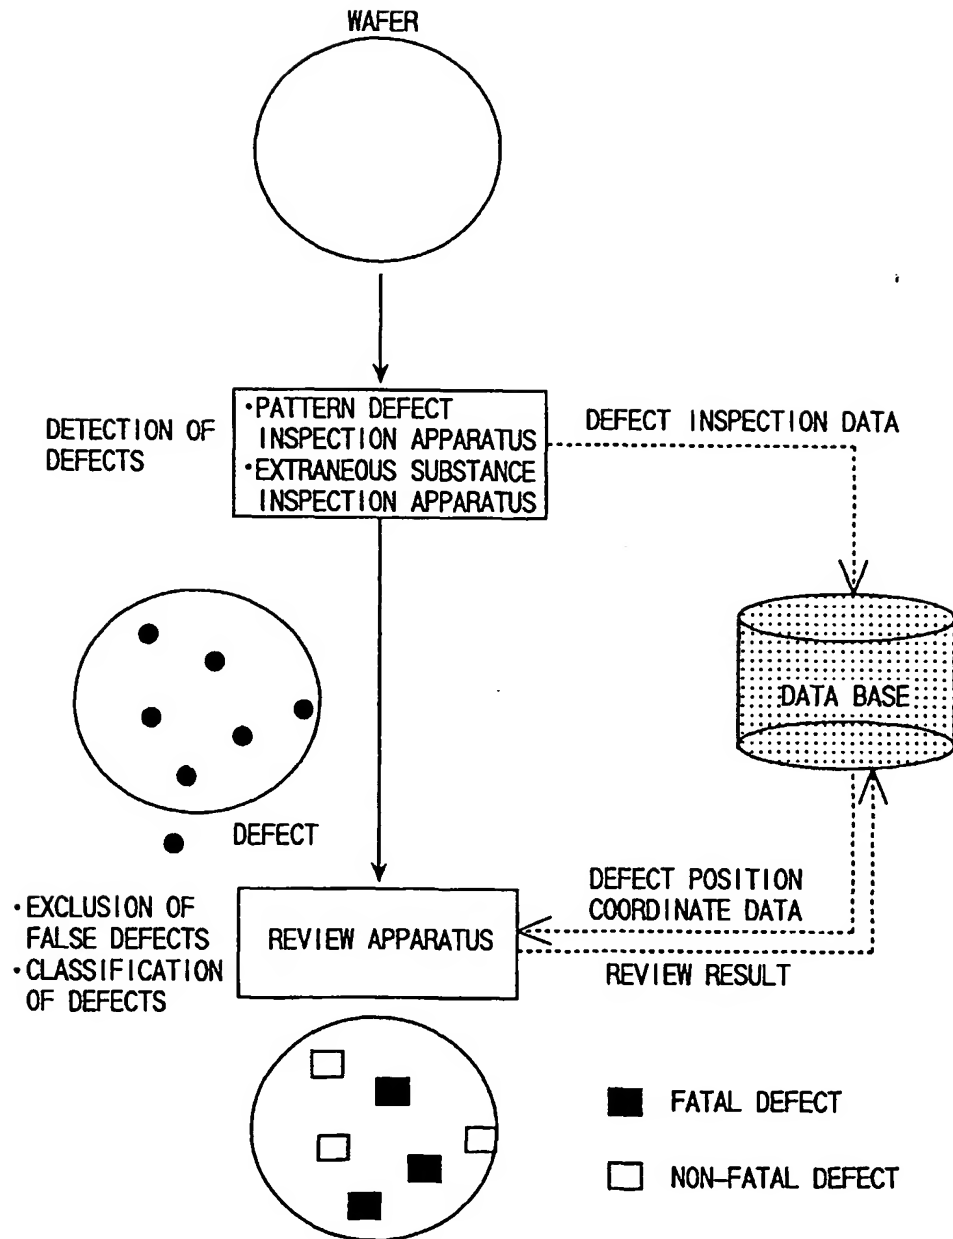 WAFER
DETECTION OF
DEFECTS
・PATTERN DEFECT
INSPECTION APPARATUS
・EXTRANEOUS SUBSTANCE
INSPECTION APPARATUS
DEFECT INSPECTION DATA
DATA BASE
DEFECT
DEFECT POSITION
COORDINATE DATA
・EXCLUSION OF
FALSE DEFECTS
・CLASSIFICATION
OF DEFECTS
REVIEW APPARATUS
REVIEW RESULT
FATAL DEFECT
NON-FATAL DEFECT